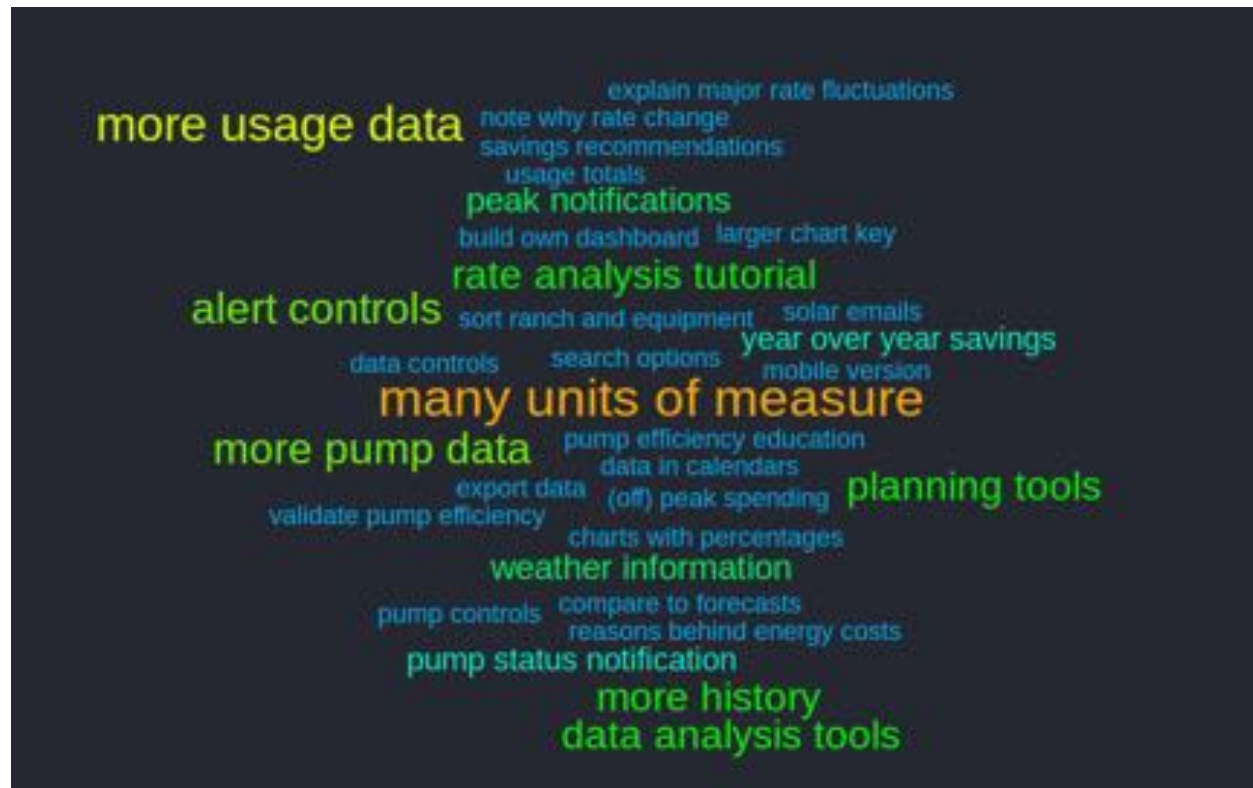 explain major rate fluctuations
more usage data
note why rate change
savings recommendations
usage totals
peak notifications
build own dashboard
larger chart key
rate analysis tutorial
alert controls
sort ranch and equipment
solar emails
year over year savings
data controls
search options
mobile version
many units of measure
more pump data
pump efficiency education
data in calendars
export data
(off) peak spending
planning tools
validate pump efficiency
charts with percentages
weather information
pump controls
compare to forecasts
reasons behind energy costs
pump status notification
more history
data analysis tools